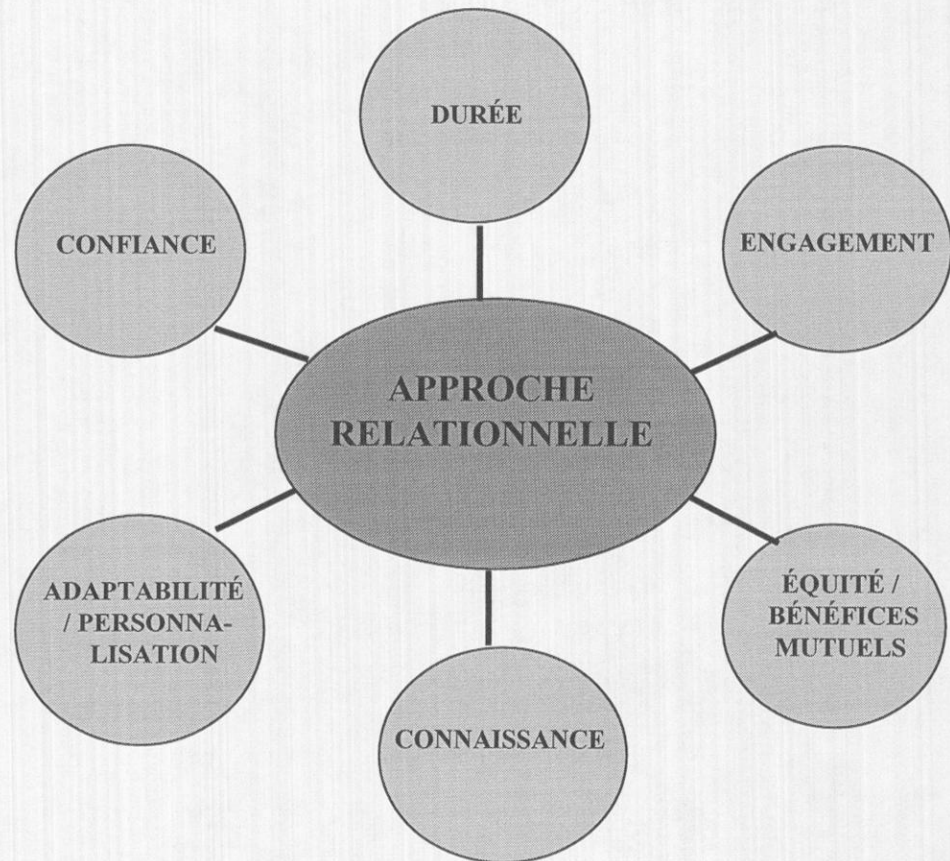 DURÉE
CONFIANCE
ENGAGEMENT
APPROCHE
RELATIONNELLE
ADAPTABILITÉ
/ PERSONNA-
LISATION
ÉQUITÉ /
BÉNÉFICES
MUTUELS
CONNAISSANCE